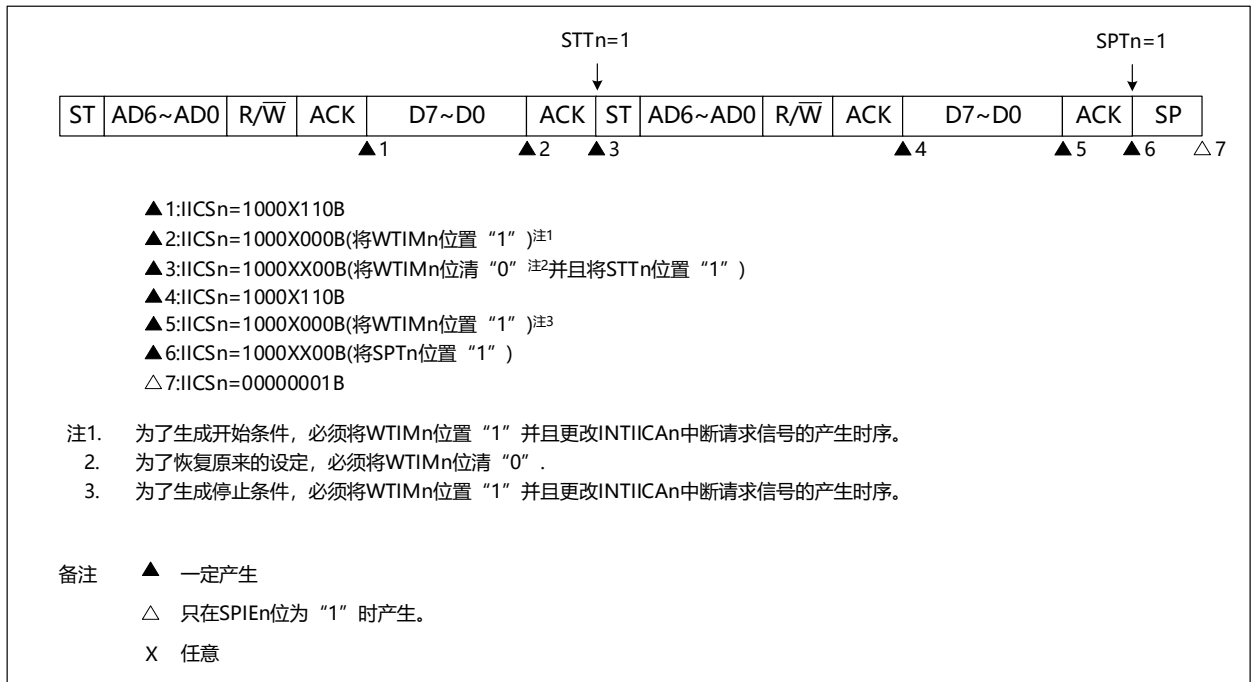 STTn=1 SPTn=1
ST AD6~AD0 R/W̅ ACK D7~D0 ACK ST AD6~AD0 R/W̅ ACK D7~D0 ACK SP
▲1 ▲2 ▲3 ▲4 ▲5 ▲6 △7
▲1:IICSn=1000X110B
▲2:IICSn=1000X000B(将WTIMn位置“1”)注1
▲3:IICSn=1000XX00B(将WTIMn位清“0”注2并且将STTn位置“1”)
▲4:IICSn=1000X110B
▲5:IICSn=1000X000B(将WTIMn位置“1”)注3
▲6:IICSn=1000XX00B(将SPTn位置“1”)
△7:IICSn=00000001B
注1. 为了生成开始条件，必须将WTIMn位置“1”并且更改INTIICAn中断请求信号的产生时序。
2. 为了恢复原来的设定，必须将WTIMn位清“0”.
3. 为了生成停止条件，必须将WTIMn位置“1”并且更改INTIICAn中断请求信号的产生时序。
备注 ▲ 一定产生
△ 只在SPIEn位为“1”时产生。
X 任意